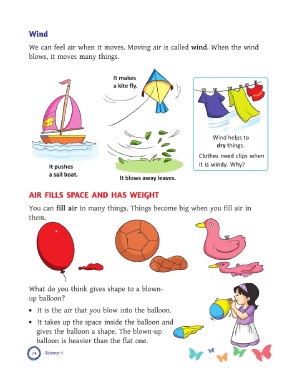 Wind
We can feel air when it moves. Moving air is called wind. When the wind
blows, it moves many things.
It makes
a kite fly.
Wind helps to
dry things.
Clothes need clips when
it is windy. Why?
It pushes
a sail boat.
It blows away leaves.
AIR FILLS SPACE AND HAS WEIGHT
You can fill air in many things. Things become big when you fill air in
them.
What do you think gives shape to a blown-
up balloon?
• It is the air that you blow into the balloon.
• It takes up the space inside the balloon and
gives the balloon a shape. The blown-up
balloon is heavier than the flat one.
74